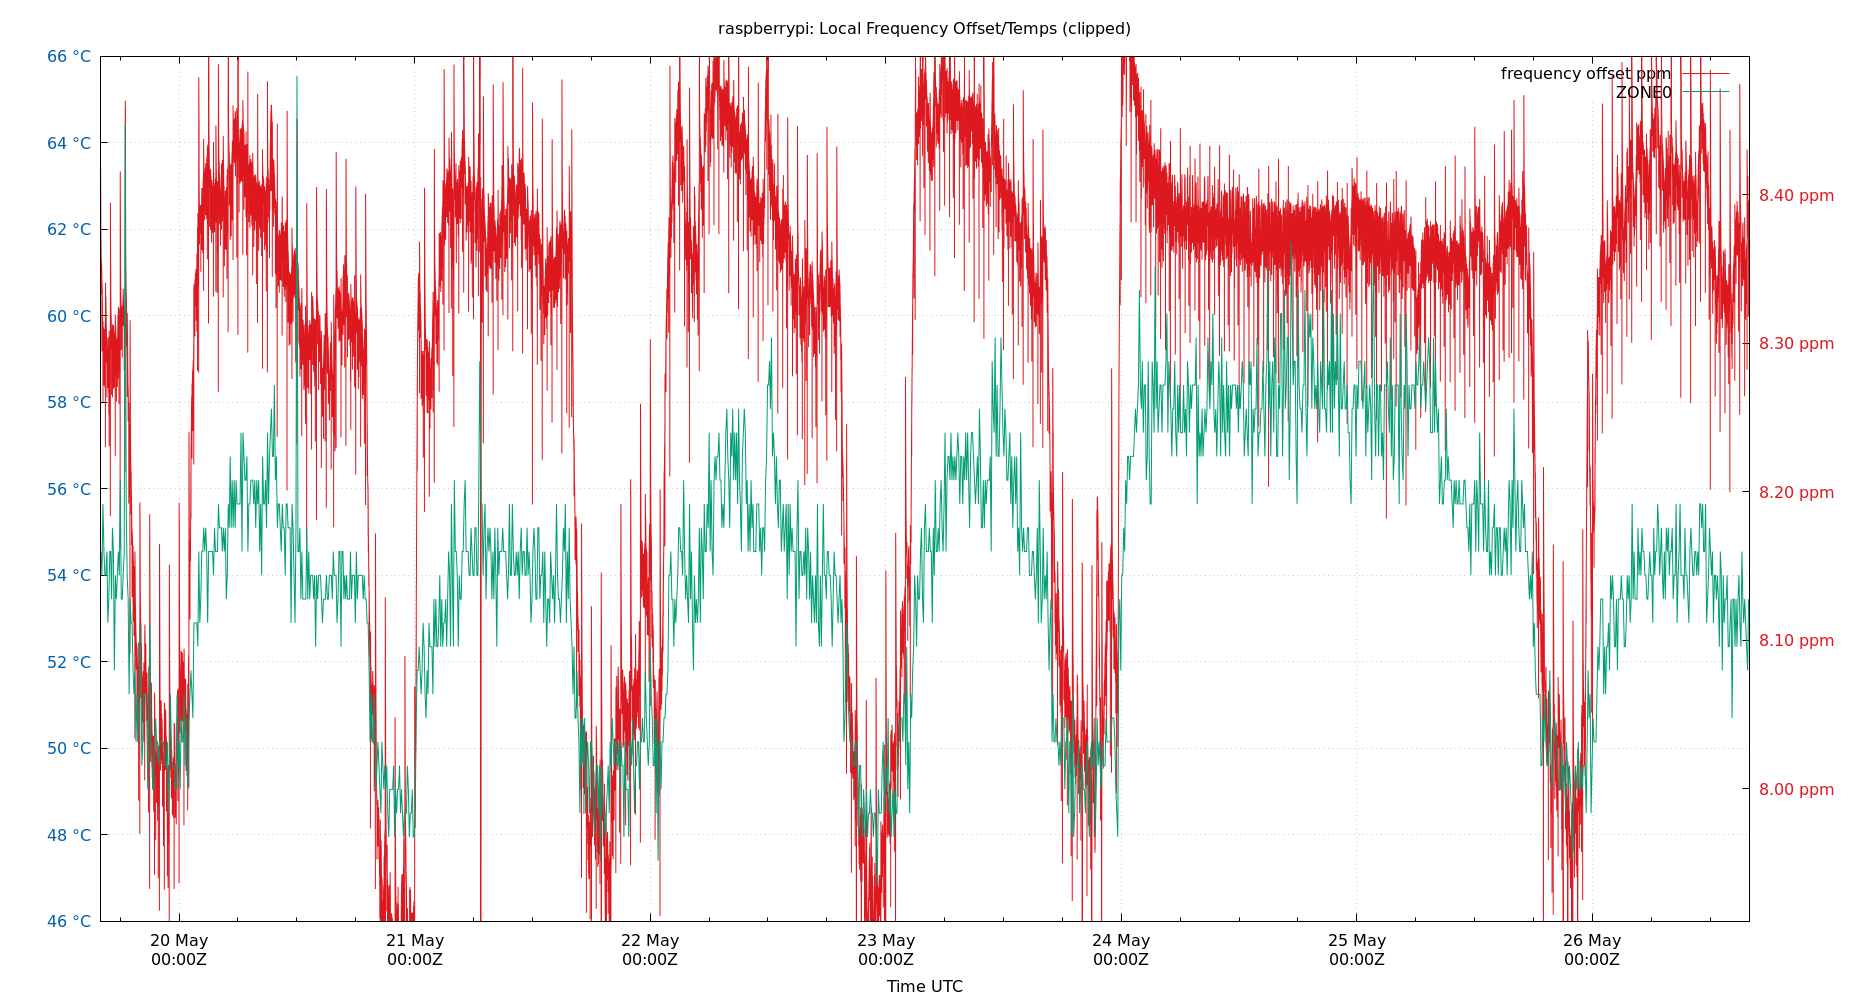 raspberrypi: Local Frequency Offset/Temps (clipped)
66 °C
64 °C
62 °C
60 °C
58 °C
56 °C
54 °C
52 °C
50 °C
48 °C
46 °C
frequency offset ppm
ZONE0
8.40 ppm
8.30 ppm
8.20 ppm
8.10 ppm
8.00 ppm
20 May
00:00Z
21 May
00:00Z
22 May
00:00Z
23 May
00:00Z
24 May
00:00Z
25 May
00:00Z
26 May
00:00Z
Time UTC